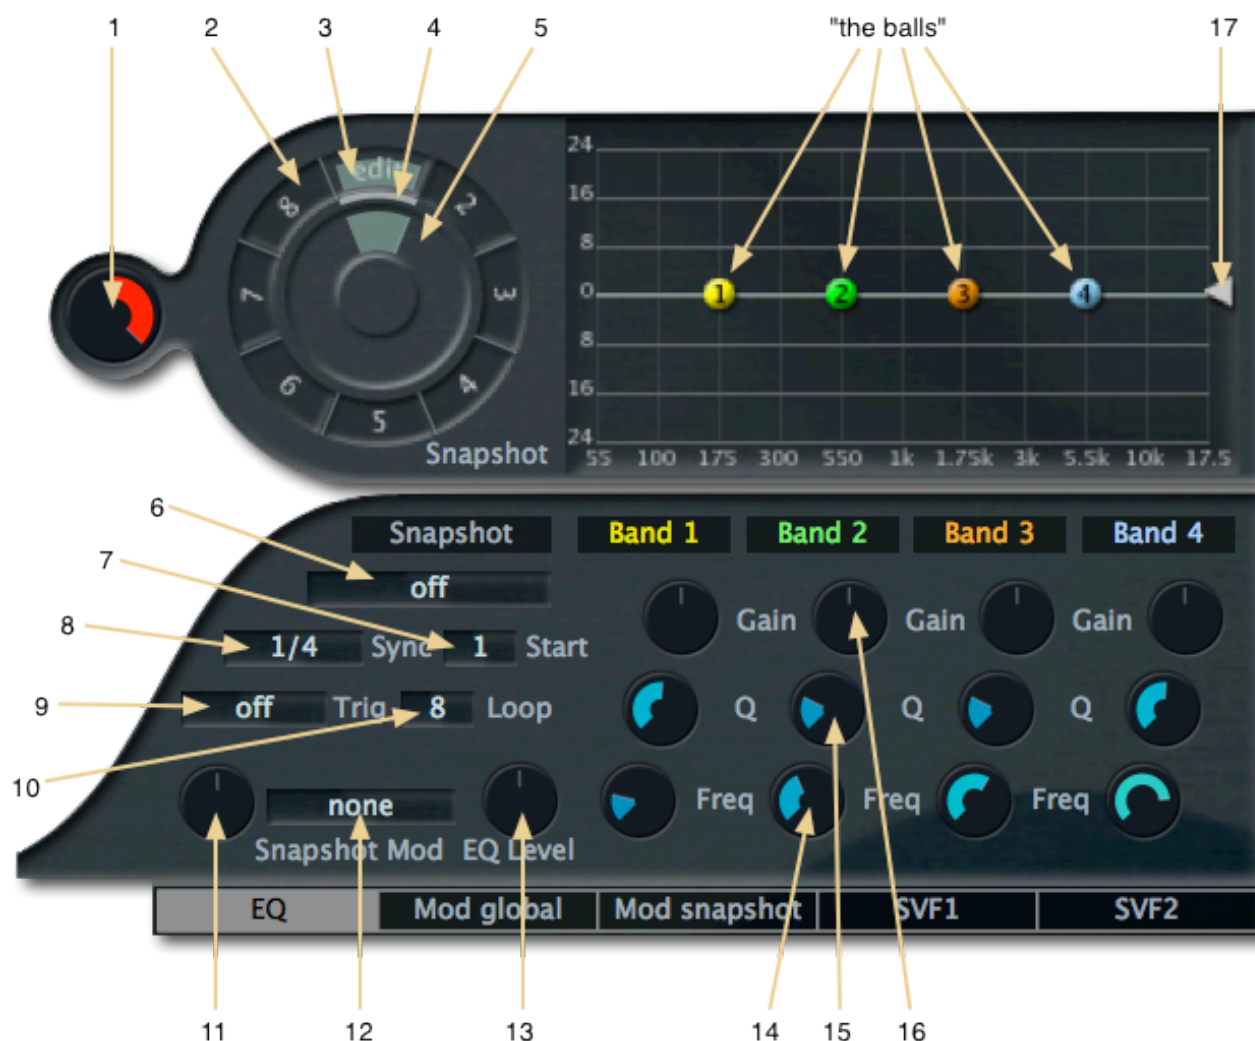 1 2 3 4 5 "the balls" 17
edit 2 3 4 5 6 7 8
Snapshot
24
16
8
0
8
16
24
1 2 3 4
55 100 175 300 550 1k 1.75k 3k 5.5k 10k 17.5
6
Snapshot Band 1 Band 2 Band 3 Band 4
7
off
8 1/4 Sync 1 Start Gain Gain Gain
9 off Trig 8 Loop Q Q Q
10
none Freq Freq Freq
Snapshot Mod EQ Level
EQ Mod global Mod snapshot SVF1 SVF2
11 12 13 14 15 16